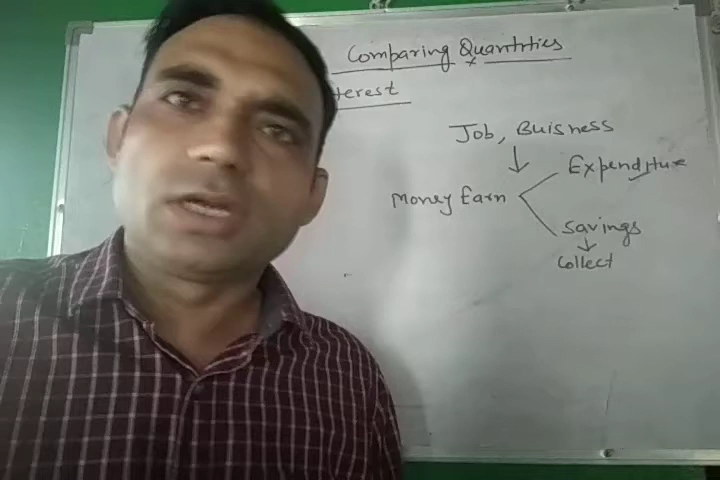 Comparing Quantities
terest
Job, Buisness
Expenditure
Money Earn
Savings
Collect